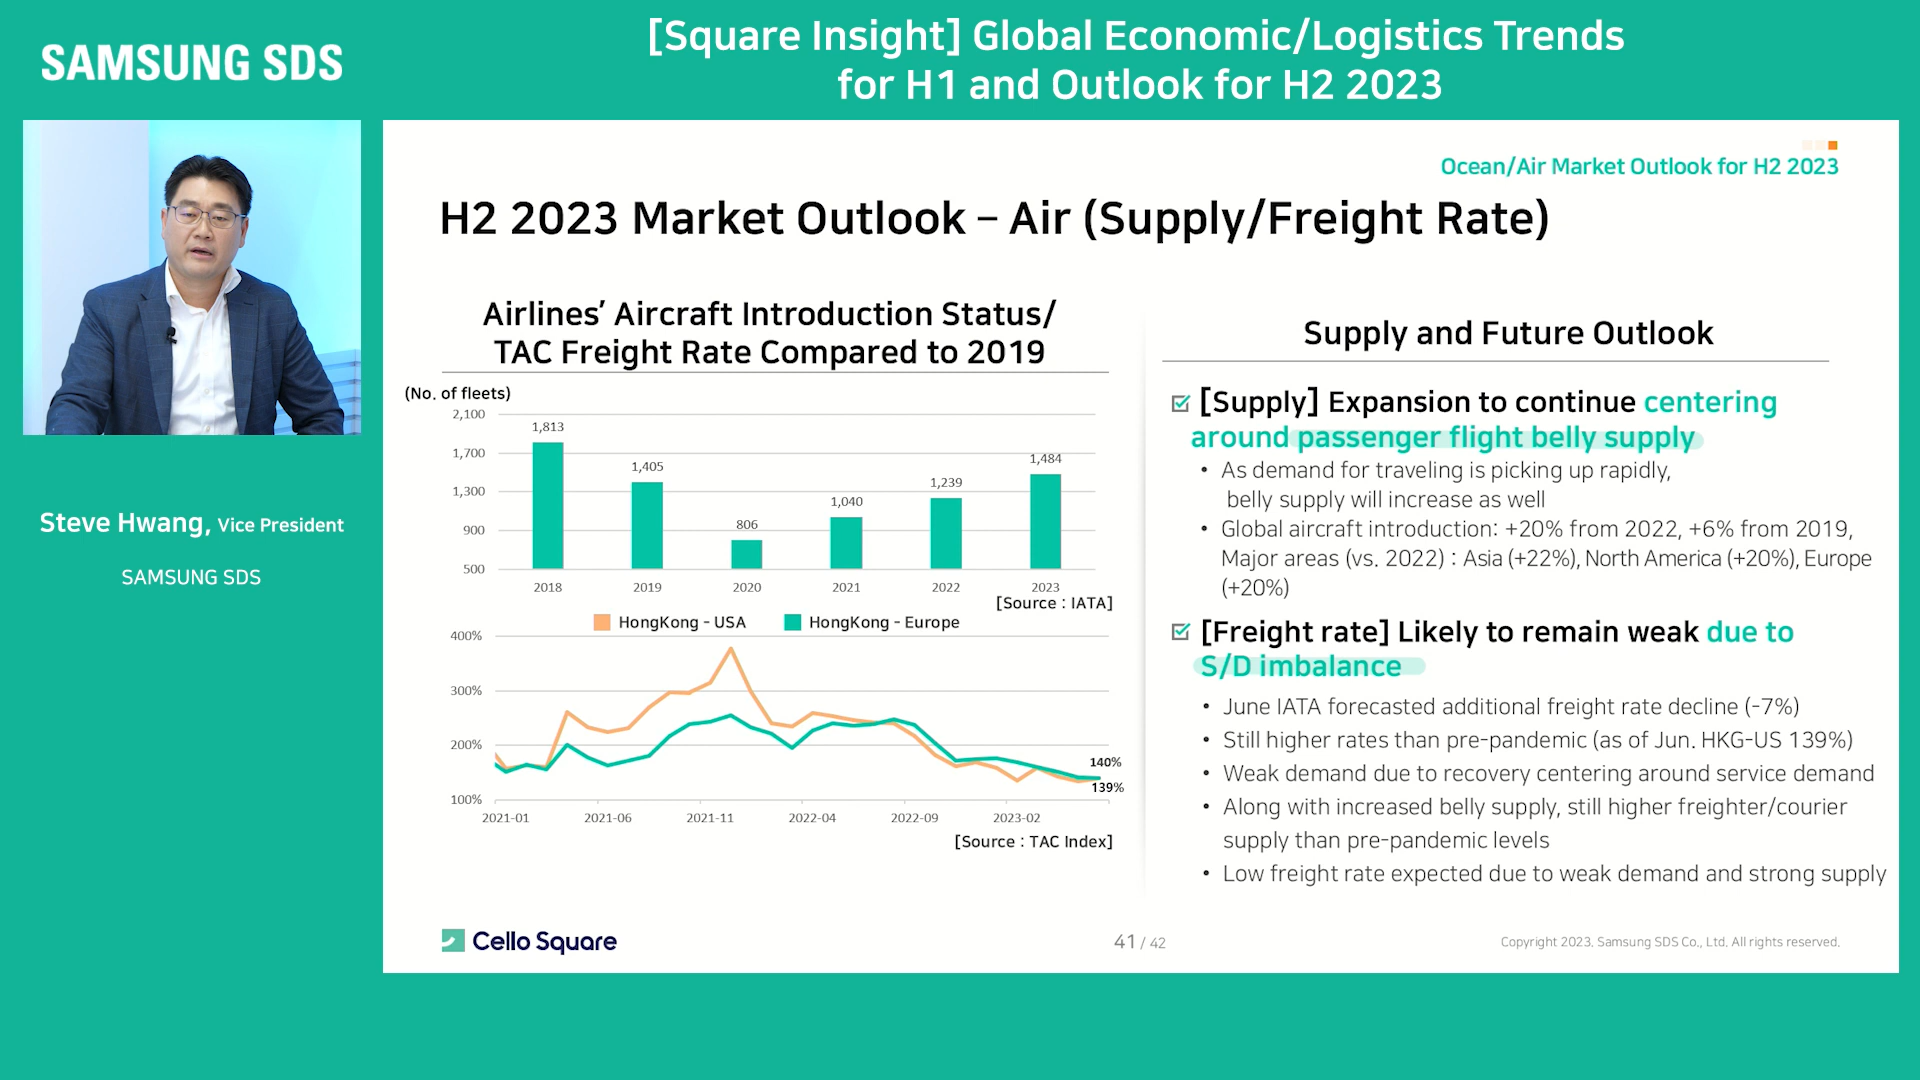 SAMSUNG SDS
[Square Insight] Global Economic/Logistics Trends
for H1 and Outlook for H2 2023
Steve Hwang, Vice President
SAMSUNG SDS
Ocean/Air Market Outlook for H2 2023
H2 2023 Market Outlook – Air (Supply/Freight Rate)
Airlines’ Aircraft Introduction Status/
TAC Freight Rate Compared to 2019
(No. of fleets)
2,100
1,700
1,300
900
500
1,813
1,405
806
1,040
1,239
1,484
2018
2019
2020
2021
2022
2023
[Source : IATA]
HongKong - USA
HongKong - Europe
400%
300%
200%
100%
140%
139%
2021-01
2021-06
2021-11
2022-04
2022-09
2023-02
[Source : TAC Index]
Supply and Future Outlook
[Supply] Expansion to continue centering
around passenger flight belly supply
• As demand for traveling is picking up rapidly,
belly supply will increase as well
• Global aircraft introduction: +20% from 2022, +6% from 2019,
Major areas (vs. 2022) : Asia (+22%), North America (+20%), Europe
(+20%)
[Freight rate] Likely to remain weak due to
S/D imbalance
• June IATA forecasted additional freight rate decline (-7%)
• Still higher rates than pre-pandemic (as of Jun. HKG-US 139%)
• Weak demand due to recovery centering around service demand
• Along with increased belly supply, still higher freighter/courier
supply than pre-pandemic levels
• Low freight rate expected due to weak demand and strong supply
Cello Square
41 / 42
Copyright 2023. Samsung SDS Co., Ltd. All rights reserved.